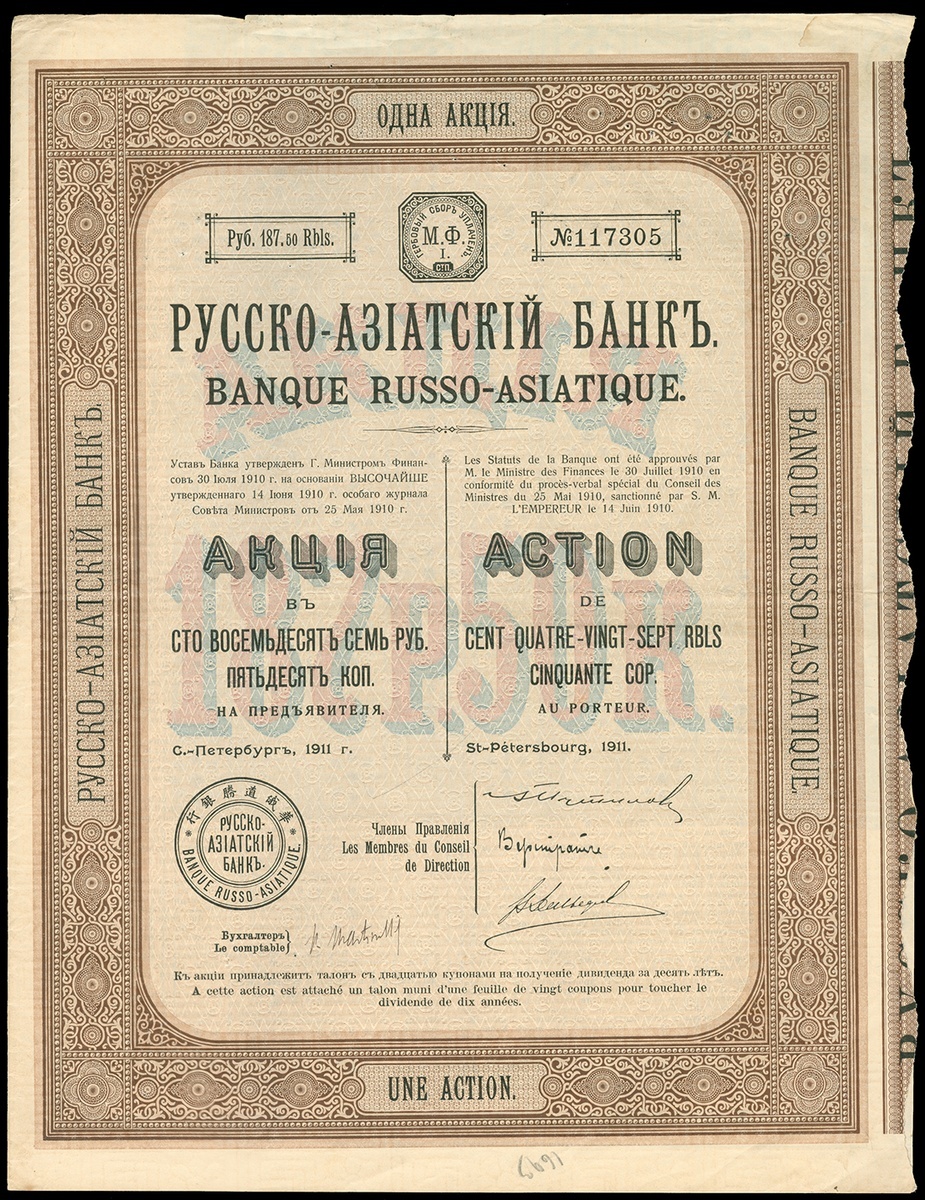 ОДНА АКЦІЯ.
Руб. 187.50 Rbls.
ГЕРБОВЫЙ СБОРЪ УПЛАЧЕНЪ.
М.Ф.
I.
СПІ.
№117305
РУССКО-АЗІАТСКІЙ БАНКЪ.
BANQUE RUSSO-ASIATIQUE.
Уставъ Банка утвержденъ Г. Министромъ Финан-
совъ 30 Іюля 1910 г. на основаніи ВЫСОЧАЙШЕ
утвержденнаго 14 Іюня 1910 г. особаго журнала
Совѣта Министровъ отъ 25 Мая 1910 г.
АКЦІЯ
ВЪ
СТО ВОСЕМЬДЕСЯТЪ СЕМЬ РУБ.
ПЯТЬДЕСЯТЪ КОП.
НА ПРЕДЪЯВИТЕЛЯ.
С.-Петербургъ, 1911 г.
Les Statuts de la Banque ont été approuvés par
M. le Ministre des Finances le 30 Juillet 1910 en
conformité du procès-verbal spécial du Conseil des
Ministres du 25 Mai 1910, sanctionné par S. M.
L'EMPEREUR le 14 Juin 1910.
ACTION
DE
CENT QUATRE-VINGT-SEPT RBLS
CINQUANTE COP.
AU PORTEUR.
St-Pétersbourg, 1911.
АКЦІЯ
187Р.50К.
行銀勝道俄華
РУССКО-
АЗІАТСКІЙ
БАНКЪ.
BANQUE RUSSO-ASIATIQUE.
Члены Правленія
Les Membres du Conseil
de Direction
Бухгалтеръ
Le comptable
Къ акціи принадлежитъ талонъ съ двадцатью купонами на полученіе дивиденда за десять лѣтъ.
A cette action est attaché un talon muni d'une feuille de vingt coupons pour toucher le
dividende de dix années.
UNE ACTION.
РУССКО-АЗІАТСКІЙ БАНКЪ.
BANQUE RUSSO-ASIATIQUE.